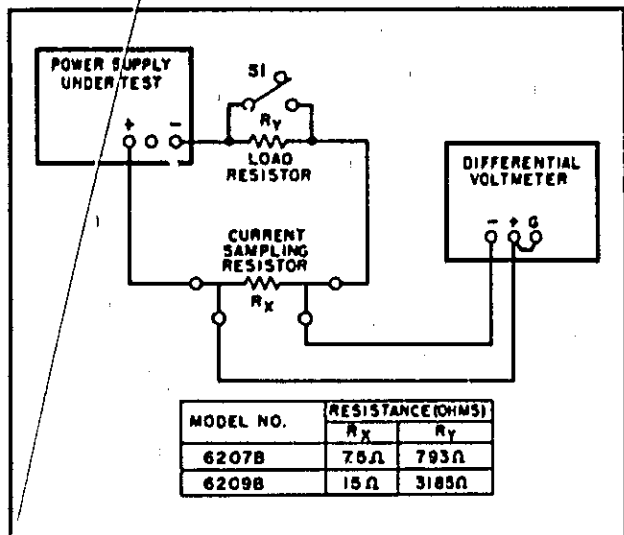 POWER SUPPLY
UNDER TEST
+ -
S1
RY
LOAD
RESISTOR
DIFFERENTIAL
VOLTMETER
- + G
CURRENT
SAMPLING
RESISTOR
RX
MODEL NO. RESISTANCE(OHMS)
RX RY
6207B 7.5Ω 793Ω
6209B 15Ω 3185Ω